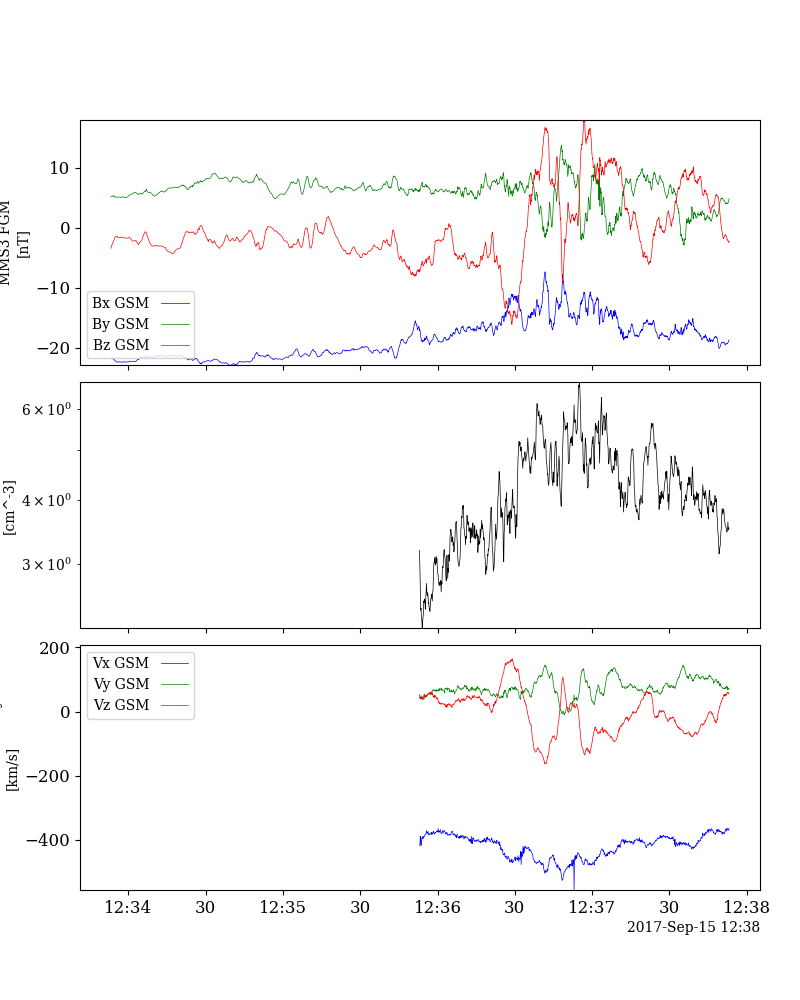 MMS3 FGM
[nT]
10
0
−10
−20
Bx GSM
By GSM
Bz GSM
[cm^-3]
6 × 10⁰
4 × 10⁰
3 × 10⁰
[km/s]
200
0
−200
−400
Vx GSM
Vy GSM
Vz GSM
12:34 30 12:35 30 12:36 30 12:37 30 12:38
2017-Sep-15 12:38